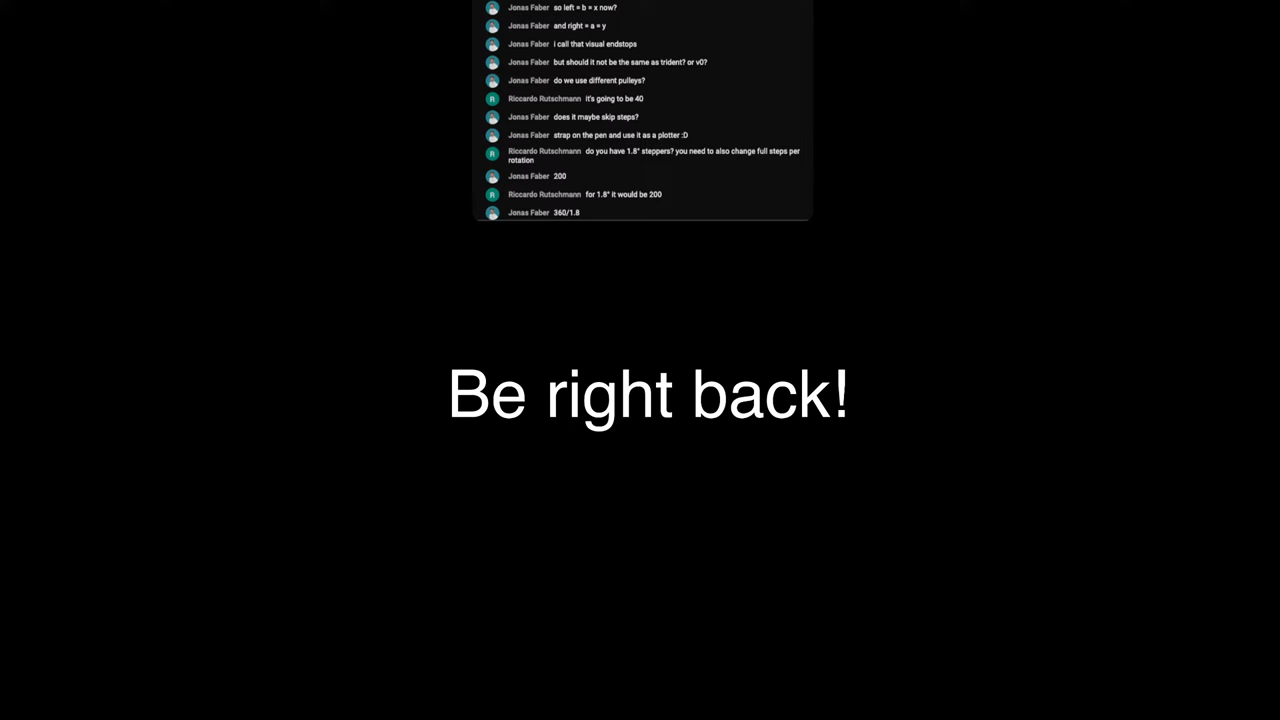 Jonas Faber so left = b = x now?
Jonas Faber and right = a = y
Jonas Faber i call that visual endstops
Jonas Faber but should it not be the same as trident? or v0?
Jonas Faber do we use different pulleys?
R Riccardo Rutschmann it's going to be 40
Jonas Faber does it maybe skip steps?
Jonas Faber strap on the pen and use it as a plotter :D
R Riccardo Rutschmann do you have 1.8° steppers? you need to also change full steps per
rotation
Jonas Faber 200
R Riccardo Rutschmann for 1.8° it would be 200
Jonas Faber 360/1.8
Be right back!